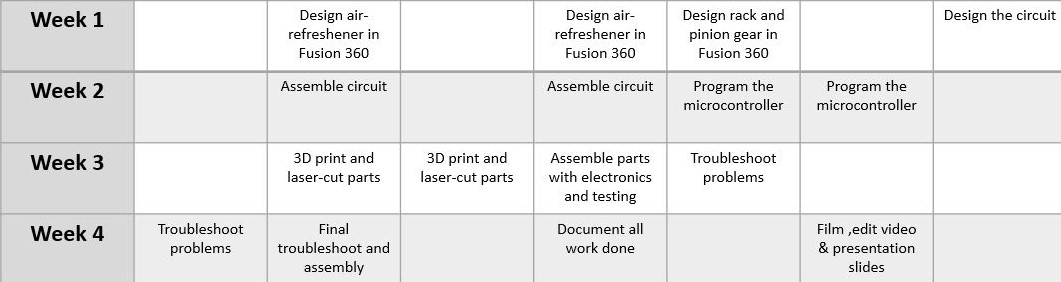 Week 1
Design air-
refreshener in
Fusion 360
Design air-
refreshener in
Fusion 360
Design rack and
pinion gear in
Fusion 360
Design the circuit
Week 2
Assemble circuit
Assemble circuit
Program the
microcontroller
Program the
microcontroller
Week 3
3D print and
laser-cut parts
3D print and
laser-cut parts
Assemble parts
with electronics
and testing
Troubleshoot
problems
Week 4
Troubleshoot
problems
Final
troubleshoot and
assembly
Document all
work done
Film ,edit video
& presentation
slides